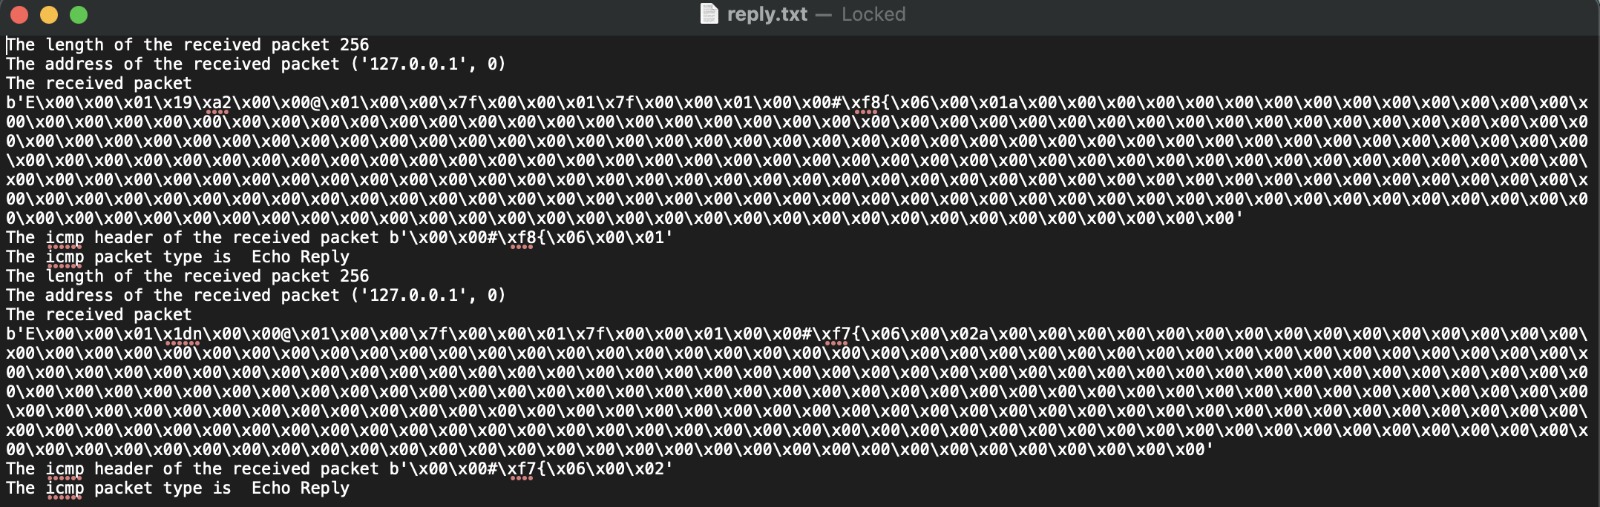 reply.txt — Locked
The length of the received packet 256
The address of the received packet ('127.0.0.1', 0)
The received packet
b'E\x00\x00\x01\x19\xa2\x00\x00@\x01\x00\x00\x7f\x00\x00\x01\x7f\x00\x00\x01\x00\x00#\xf8{\x06\x00\x01a\x00\x00\x00\x00\x00\x00\x00\x00\x00\x00\x00\x00\x00\x00\x
00\x00\x00\x00\x00\x00\x00\x00\x00\x00\x00\x00\x00\x00\x00\x00\x00\x00\x00\x00\x00\x00\x00\x00\x00\x00\x00\x00\x00\x00\x00\x00\x00\x00\x00\x00\x00\x00\x00\x00\x0
0\x00\x00\x00\x00\x00\x00\x00\x00\x00\x00\x00\x00\x00\x00\x00\x00\x00\x00\x00\x00\x00\x00\x00\x00\x00\x00\x00\x00\x00\x00\x00\x00\x00\x00\x00\x00\x00\x00\x00\x00
\x00\x00\x00\x00\x00\x00\x00\x00\x00\x00\x00\x00\x00\x00\x00\x00\x00\x00\x00\x00\x00\x00\x00\x00\x00\x00\x00\x00\x00\x00\x00\x00\x00\x00\x00\x00\x00\x00\x00\x00\
x00\x00\x00\x00\x00\x00\x00\x00\x00\x00\x00\x00\x00\x00\x00\x00\x00\x00\x00\x00\x00\x00\x00\x00\x00\x00\x00\x00\x00\x00\x00\x00\x00\x00\x00\x00\x00\x00\x00\x00\x
00\x00\x00\x00\x00\x00\x00\x00\x00\x00\x00\x00\x00\x00\x00\x00\x00\x00\x00\x00\x00\x00\x00\x00\x00\x00\x00\x00\x00\x00\x00\x00\x00\x00\x00\x00\x00\x00\x00\x00\x0
0\x00\x00\x00\x00\x00\x00\x00\x00\x00\x00\x00\x00\x00\x00\x00\x00\x00\x00\x00\x00\x00\x00\x00\x00\x00\x00\x00\x00\x00\x00\x00'
The icmp header of the received packet b'\x00\x00#\xf8{\x06\x00\x01'
The icmp packet type is  Echo Reply
The length of the received packet 256
The address of the received packet ('127.0.0.1', 0)
The received packet
b'E\x00\x00\x01\x1dn\x00\x00@\x01\x00\x00\x7f\x00\x00\x01\x7f\x00\x00\x01\x00\x00#\xf7{\x06\x00\x02a\x00\x00\x00\x00\x00\x00\x00\x00\x00\x00\x00\x00\x00\x00\x00\
x00\x00\x00\x00\x00\x00\x00\x00\x00\x00\x00\x00\x00\x00\x00\x00\x00\x00\x00\x00\x00\x00\x00\x00\x00\x00\x00\x00\x00\x00\x00\x00\x00\x00\x00\x00\x00\x00\x00\x00\x
00\x00\x00\x00\x00\x00\x00\x00\x00\x00\x00\x00\x00\x00\x00\x00\x00\x00\x00\x00\x00\x00\x00\x00\x00\x00\x00\x00\x00\x00\x00\x00\x00\x00\x00\x00\x00\x00\x00\x00\x0
0\x00\x00\x00\x00\x00\x00\x00\x00\x00\x00\x00\x00\x00\x00\x00\x00\x00\x00\x00\x00\x00\x00\x00\x00\x00\x00\x00\x00\x00\x00\x00\x00\x00\x00\x00\x00\x00\x00\x00\x00
\x00\x00\x00\x00\x00\x00\x00\x00\x00\x00\x00\x00\x00\x00\x00\x00\x00\x00\x00\x00\x00\x00\x00\x00\x00\x00\x00\x00\x00\x00\x00\x00\x00\x00\x00\x00\x00\x00\x00\x00\
x00\x00\x00\x00\x00\x00\x00\x00\x00\x00\x00\x00\x00\x00\x00\x00\x00\x00\x00\x00\x00\x00\x00\x00\x00\x00\x00\x00\x00\x00\x00\x00\x00\x00\x00\x00\x00\x00\x00\x00\x
00\x00\x00\x00\x00\x00\x00\x00\x00\x00\x00\x00\x00\x00\x00\x00\x00\x00\x00\x00\x00\x00\x00\x00\x00\x00\x00\x00\x00\x00\x00'
The icmp header of the received packet b'\x00\x00#\xf7{\x06\x00\x02'
The icmp packet type is  Echo Reply